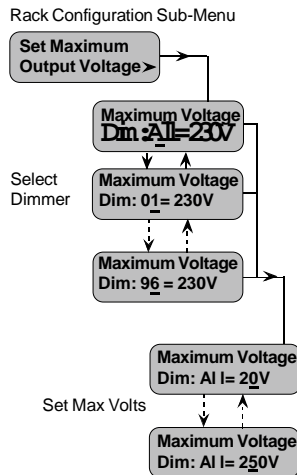 Rack Configuration Sub-Menu
Set Maximum
Output Voltage➤
Maximum Voltage
Dim :All=230V
Select
Dimmer
Maximum Voltage
Dim: 01= 230V
Maximum Voltage
Dim: 96 = 230V
Maximum Voltage
Dim: Al l= 20V
Set Max Volts
Maximum Voltage
Dim: Al l= 250V